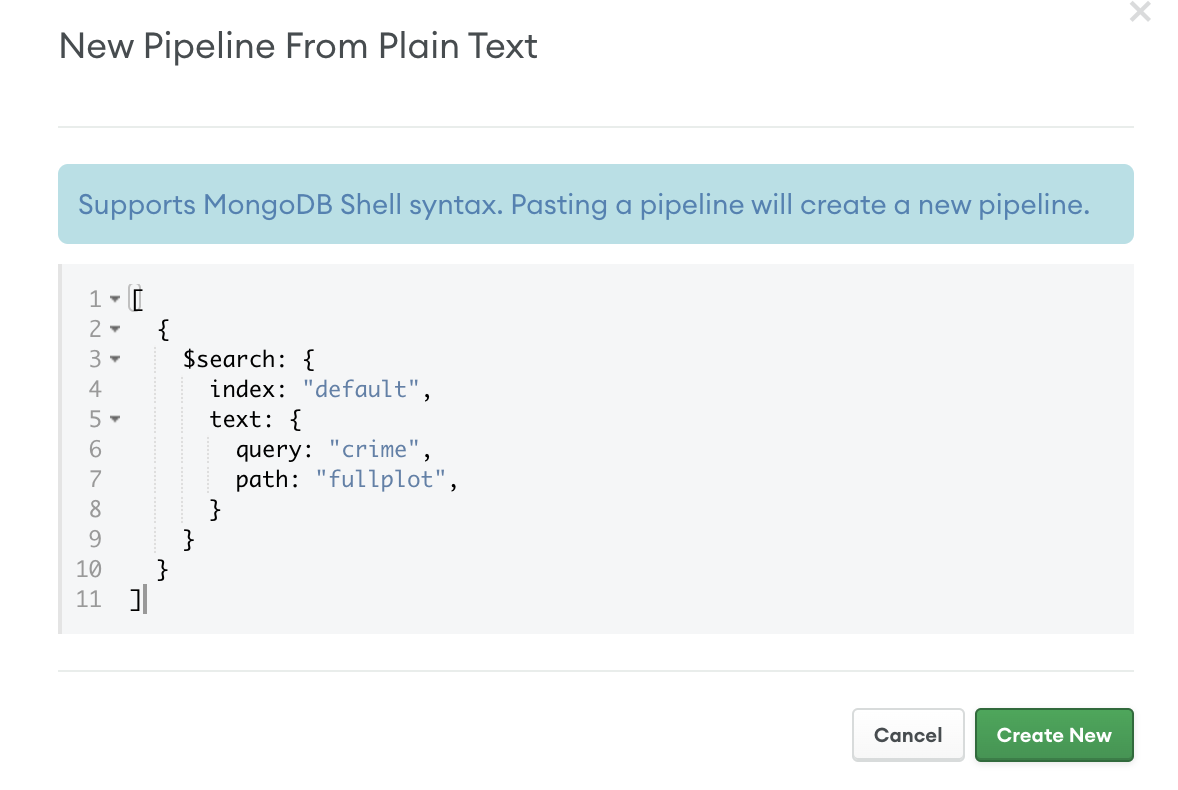 New Pipeline From Plain Text
Supports MongoDB Shell syntax. Pasting a pipeline will create a new pipeline.
1 [
2 {
3 $search: {
4 index: "default",
5 text: {
6 query: "crime",
7 path: "fullplot",
8 }
9 }
10 }
11 ]
Cancel Create New